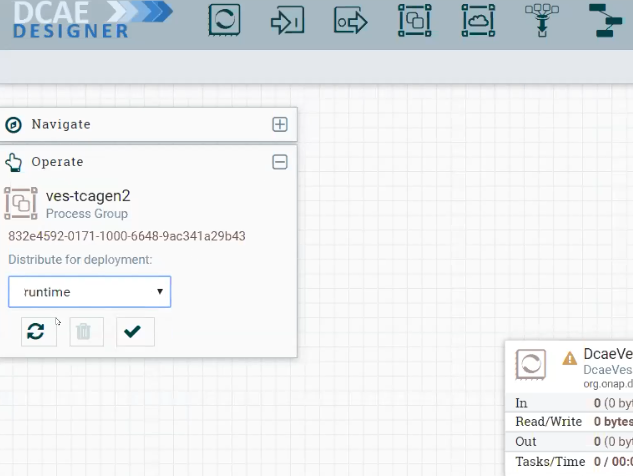 DCAE
DESIGNER
Navigate
Operate
ves-tcagen2
Process Group
832e4592-0171-1000-6648-9ac341a29b43
Distribute for deployment:
runtime
DcaeVe
DcaeVes
org.onap.d
In 0 (0 byt
Read/Write 0 bytes
Out 0 (0 byt
Tasks/Time 0 / 00:0